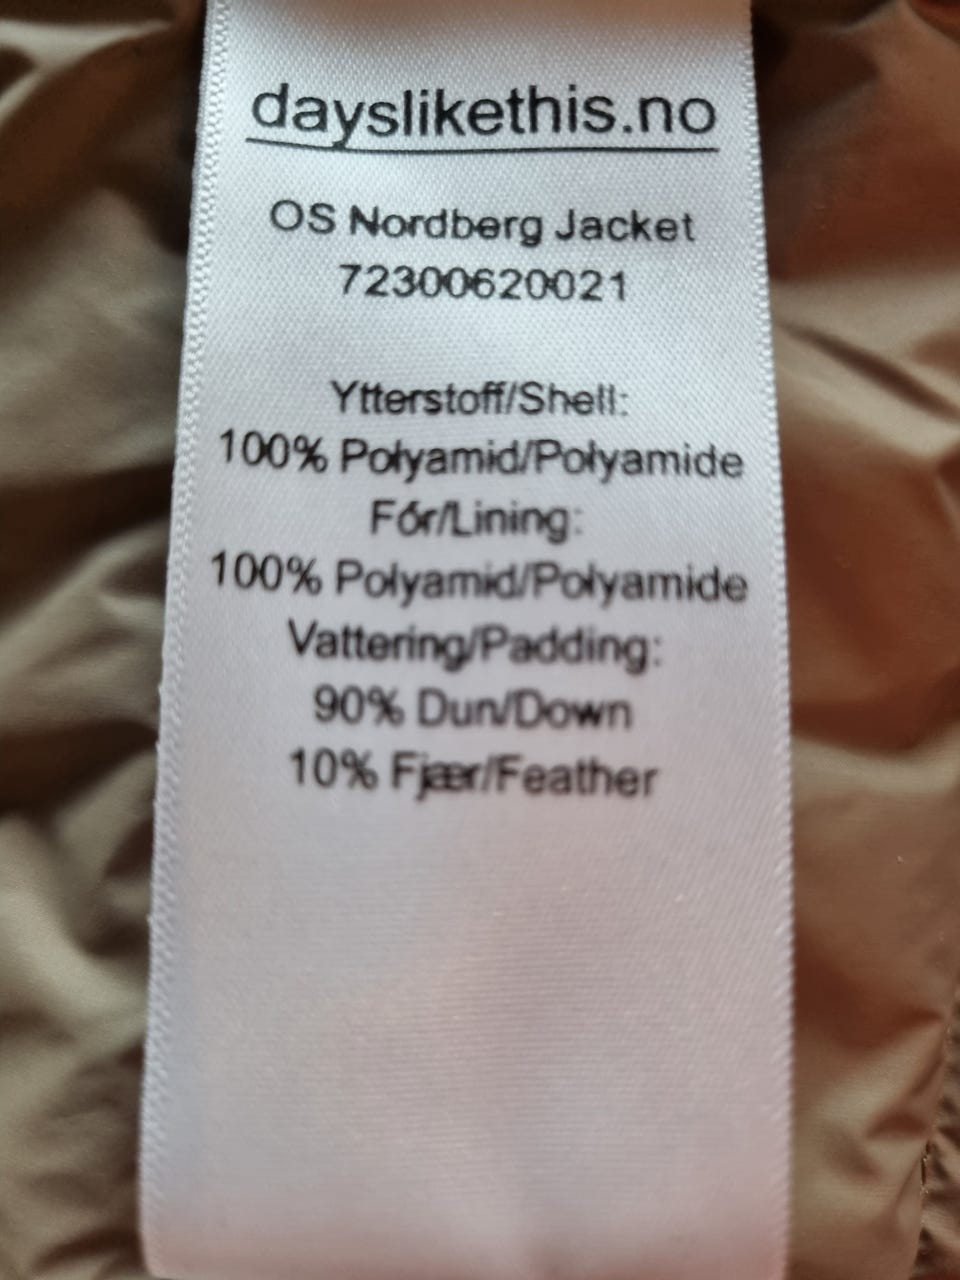 dayslikethis.no
OS Nordberg Jacket
72300620021
Ytterstoff/Shell:
100% Polyamid/Polyamide
Fór/Lining:
100% Polyamid/Polyamide
Vattering/Padding:
90% Dun/Down
10% Fjær/Feather